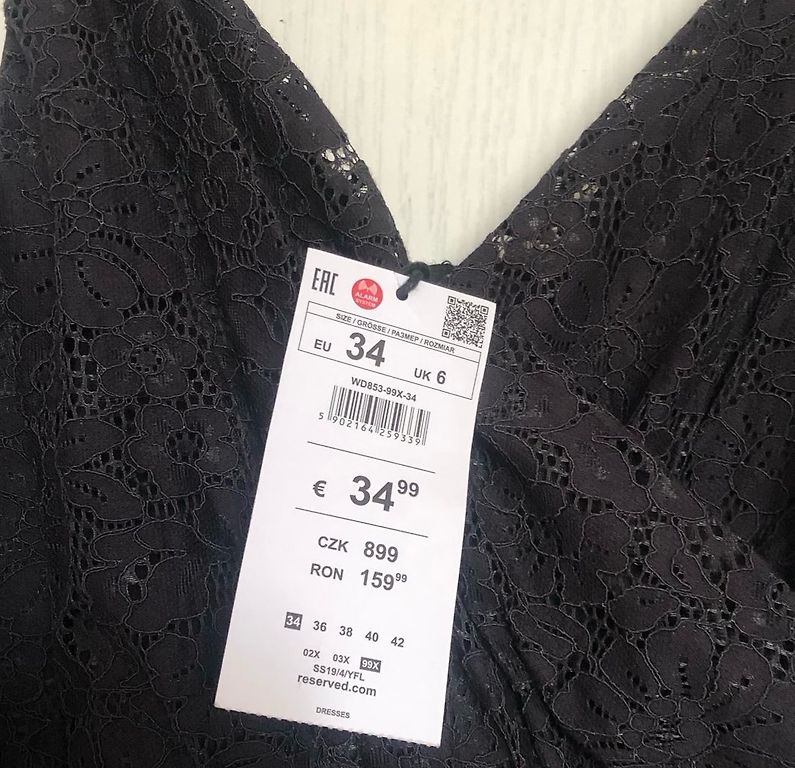 EAC
ALARM
SYSTEM
SIZE / GRÖSSE / РАЗМЕР / ROZMIAR
EU 34 UK 6
WD853-99X-34
5 902164 259339
€ 34 99
CZK 899
RON 159 99
34 36 38 40 42
02X 03X 99X
SS19/4/YFL
reserved.com
DRESSES